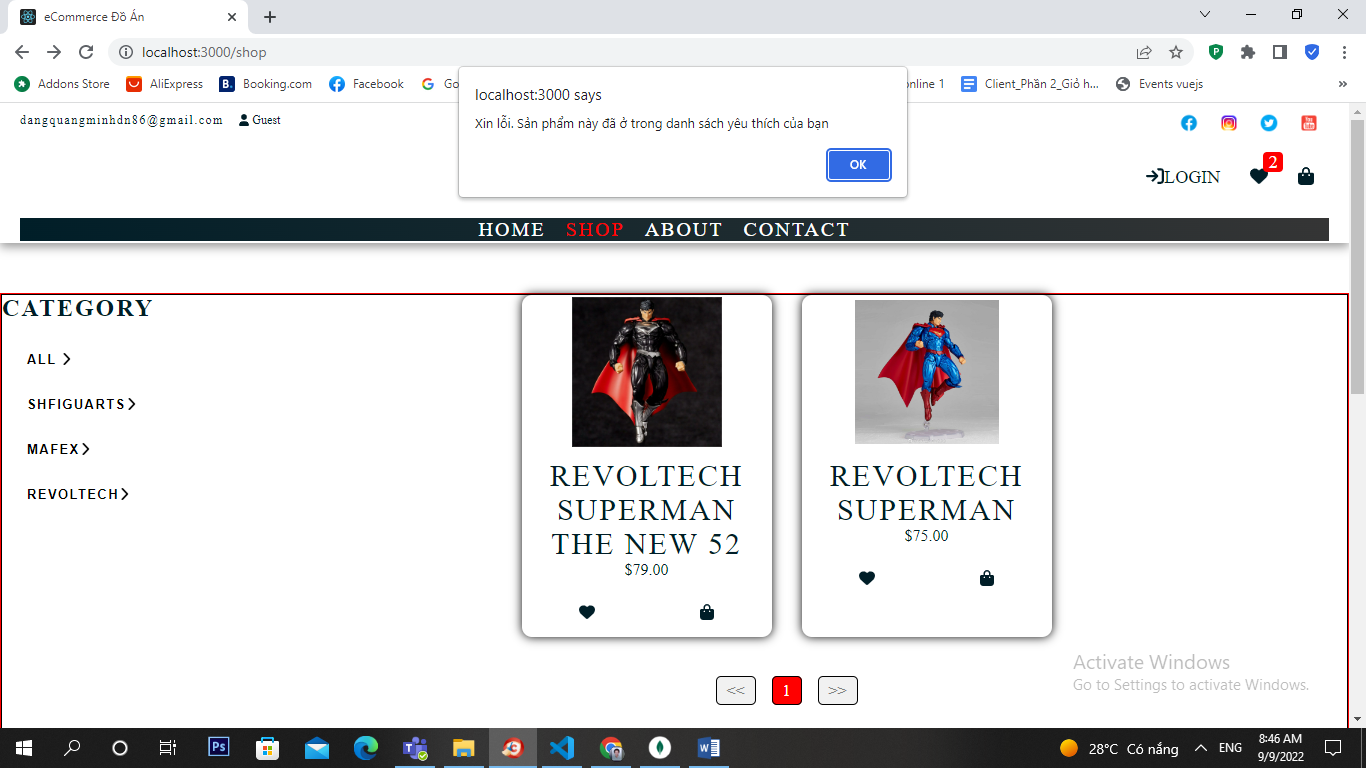 eCommerce Đồ Án
localhost:3000/shop
Addons Store
AliExpress
Booking.com
Facebook
online 1
Client_Phần 2_Giỏ h...
Events vuejs
»
localhost:3000 says
Xin lỗi. Sản phẩm này đã ở trong danh sách yêu thích của bạn
OK
dangquangminhdn86@gmail.com Guest
LOGIN
2
HOME SHOP ABOUT CONTACT
CATEGORY
ALL
SHFIGUARTS
MAFEX
REVOLTECH
REVOLTECH
SUPERMAN
THE NEW 52
$79.00
REVOLTECH
SUPERMAN
$75.00
<< 1 >>
Activate Windows
Go to Settings to activate Windows.
28°C Có nắng
ENG
8:46 AM
9/9/2022